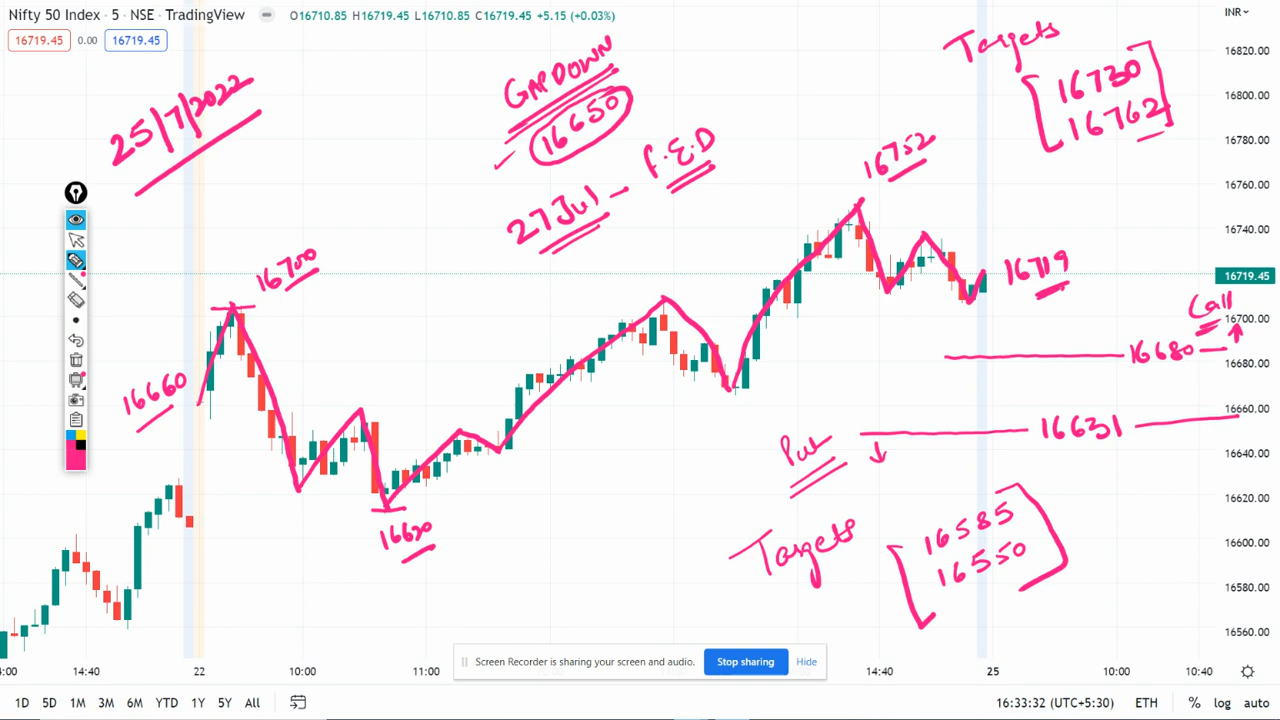 Nifty 50 Index • 5 • NSE • TradingView
O16710.85 H16719.45 L16710.85 C16719.45 +5.15 (+0.03%)
INR
16719.45 0.00 16719.45
25/7/2022
GAPDOWN
16650
27 Jul - F.E.D
16752
Targets
16730
16762
16700
16660
16620
16719
Call
16680
16631
Put
Targets
16585
16550
16820.00
16800.00
16780.00
16760.00
16740.00
16719.45
16700.00
16680.00
16660.00
16640.00
16620.00
16600.00
16580.00
16560.00
Screen Recorder is sharing your screen and audio. Stop sharing Hide
4:00 14:40 22 10:00 11:00 14:40 25 10:00 10:40
1D 5D 1M 3M 6M YTD 1Y 5Y All
16:33:32 (UTC+5:30) ETH % log auto